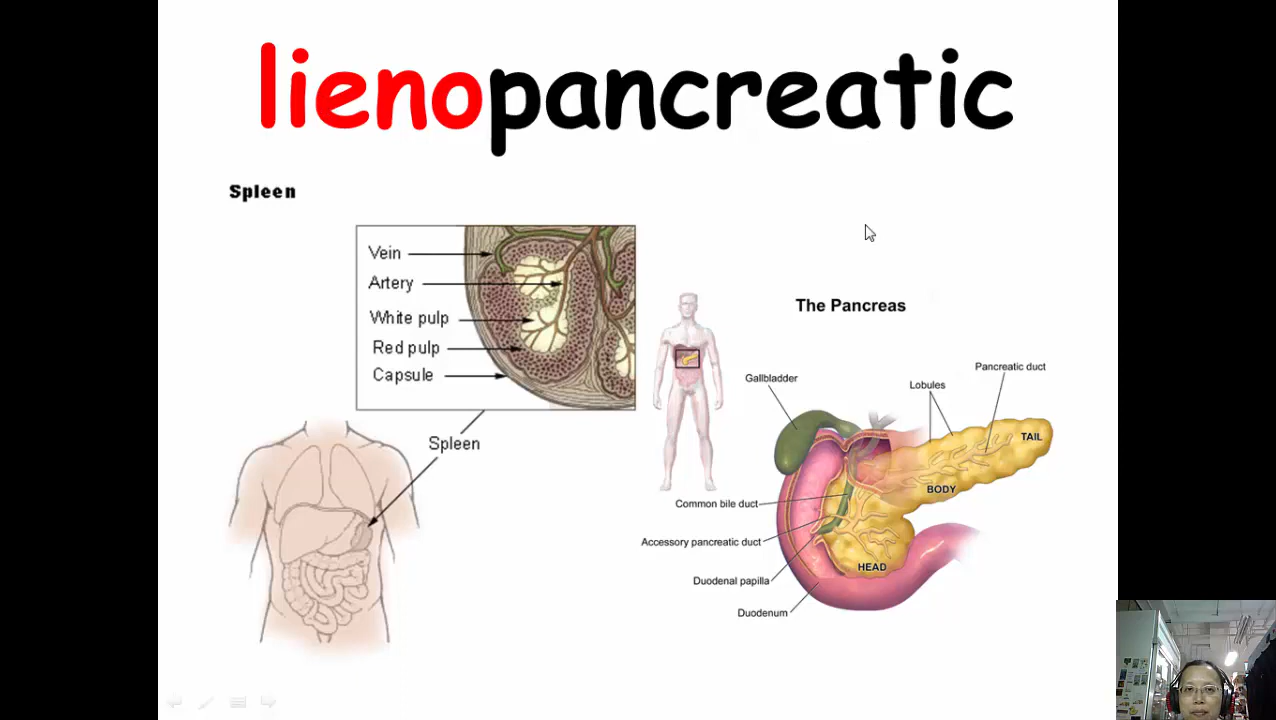 lienopancreatic
Spleen
Vein
Artery
White pulp
Red pulp
Capsule
Spleen
The Pancreas
Gallbladder
Lobules
Pancreatic duct
TAIL
BODY
Common bile duct
Accessory pancreatic duct
HEAD
Duodenal papilla
Duodenum